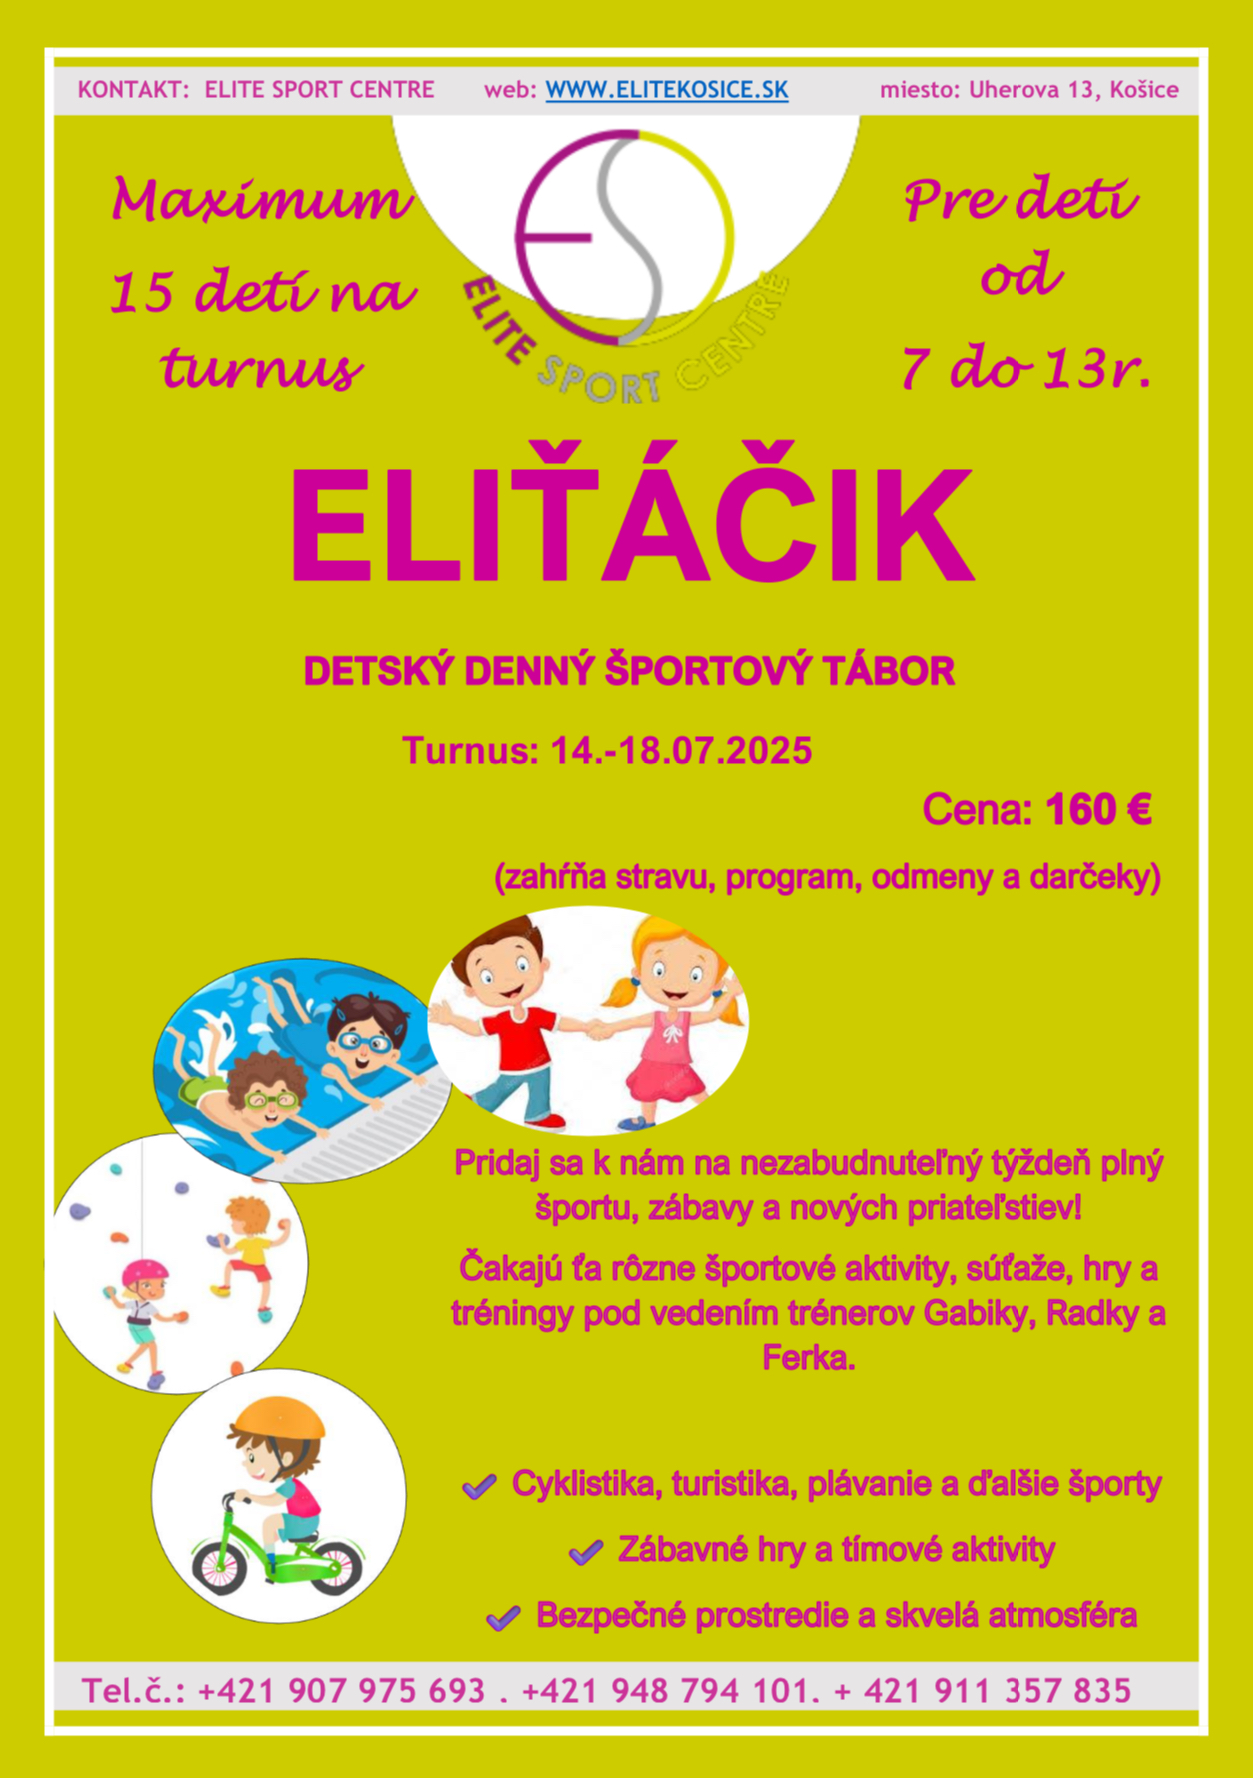 KONTAKT: ELITE SPORT CENTRE web: WWW.ELITEKOSICE.SK miesto: Uherova 13, Košice
Maximum
15 detí na
turnus
ELITE SPORT CENTRE
Pre deti
od
7 do 13r.
ELIŤÁČIK
DETSKÝ DENNÝ ŠPORTOVÝ TÁBOR
Turnus: 14.-18.07.2025
Cena: 160 €
(zahŕňa stravu, program, odmeny a darčeky)
Pridaj sa k nám na nezabudnuteľný týždeň plný
športu, zábavy a nových priateľstiev!
Čakajú ťa rôzne športové aktivity, súťaže, hry a
tréningy pod vedením trénerov Gabiky, Radky a
Ferka.
Cyklistika, turistika, plávanie a ďalšie športy
Zábavné hry a tímové aktivity
Bezpečné prostredie a skvelá atmosféra
Tel.č.: +421 907 975 693 . +421 948 794 101. + 421 911 357 835